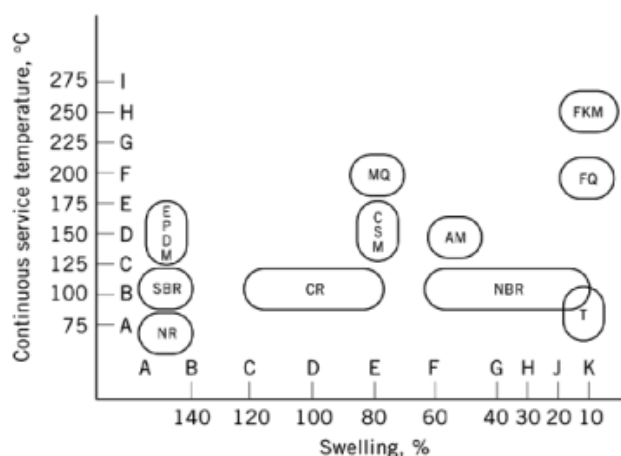 Continuous service temperature, °C
275 I
250 H
225 G
200 F
175 E
150 D
125 C
100 B
75 A
FKM
MQ
FQ
EPDM
CSM
AM
SBR
CR
NBR
T
NR
A B C D E F G H J K
140 120 100 80 60 40 30 20 10
Swelling, %